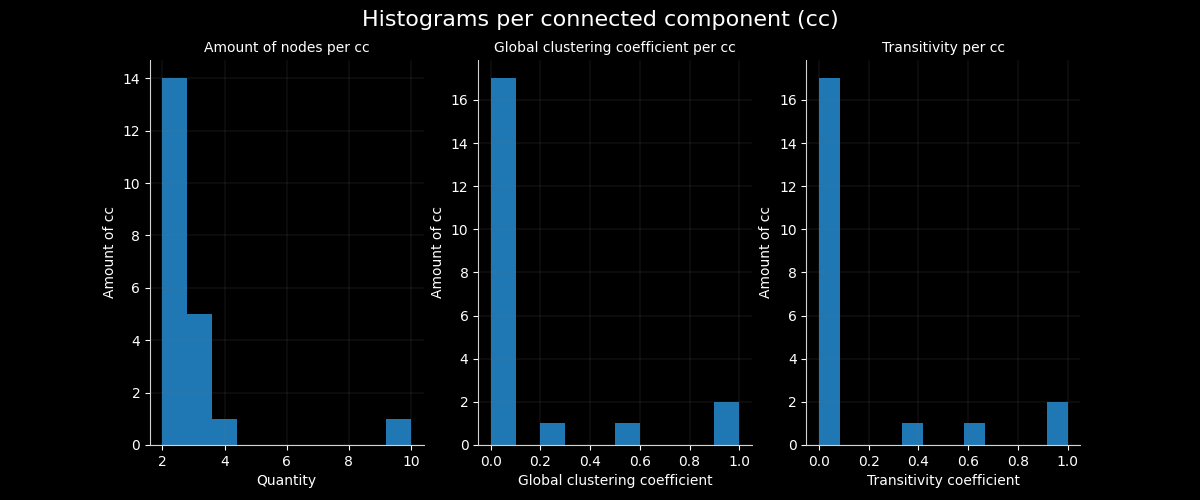 Histograms per connected component (cc)
Amount of nodes per cc
Amount of cc
14
12
10
8
6
4
2
0
2 4 6 8 10
Quantity
Global clustering coefficient per cc
Amount of cc
16
14
12
10
8
6
4
2
0
0.0 0.2 0.4 0.6 0.8 1.0
Global clustering coefficient
Transitivity per cc
Amount of cc
16
14
12
10
8
6
4
2
0
0.0 0.2 0.4 0.6 0.8 1.0
Transitivity coefficient